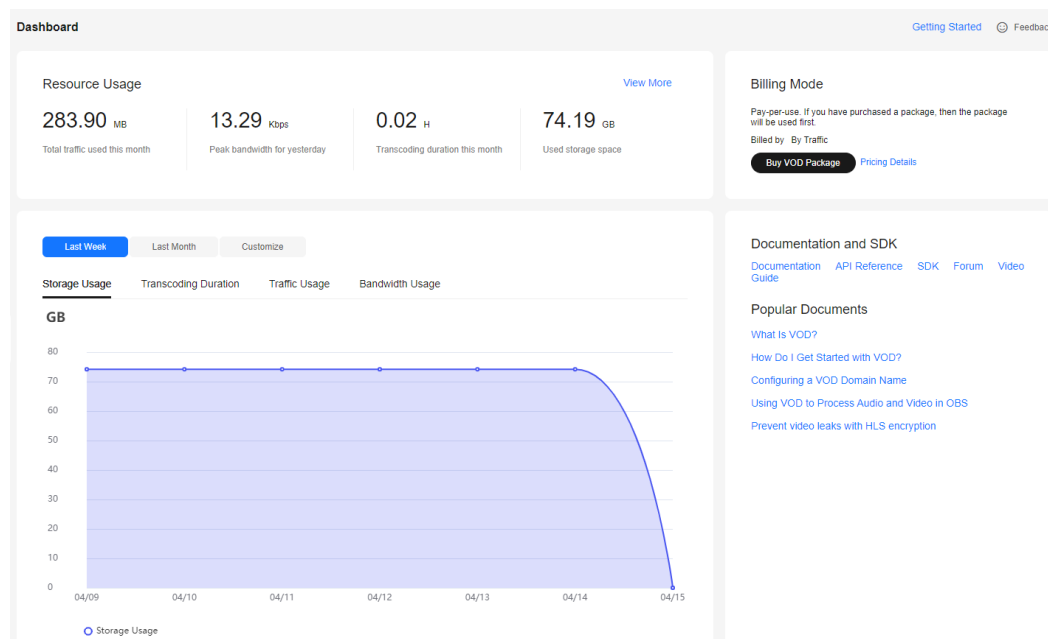 Dashboard
Getting Started
Resource Usage
View More
283.90 MB
Total traffic used this month
13.29 Kbps
Peak bandwidth for yesterday
0.02 H
Transcoding duration this month
74.19 GB
Used storage space
Billing Mode
Pay-per-use. If you have purchased a package, then the package
will be used first.
Billed by By Traffic
Buy VOD Package Pricing Details
Last Week Last Month Customize
Storage Usage Transcoding Duration Traffic Usage Bandwidth Usage
GB
80
70
60
50
40
30
20
10
0
04/09 04/10 04/11 04/12 04/13 04/14 04/15
Storage Usage
Documentation and SDK
Documentation API Reference SDK Forum Video
Guide
Popular Documents
What Is VOD?
How Do I Get Started with VOD?
Configuring a VOD Domain Name
Using VOD to Process Audio and Video in OBS
Prevent video leaks with HLS encryption